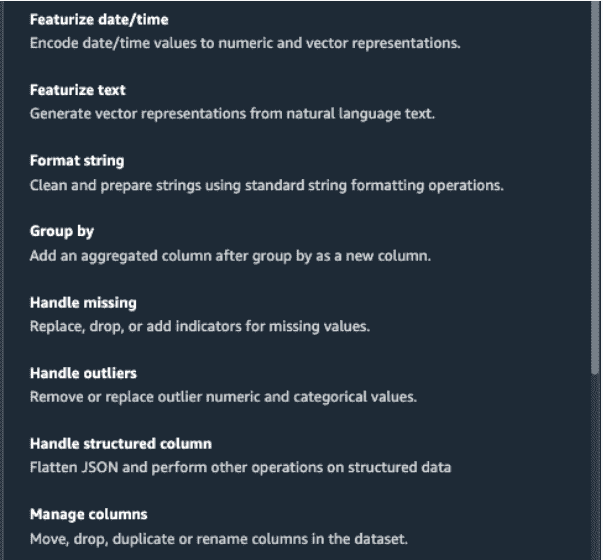 Featurize date/time
Encode date/time values to numeric and vector representations.
Featurize text
Generate vector representations from natural language text.
Format string
Clean and prepare strings using standard string formatting operations.
Group by
Add an aggregated column after group by as a new column.
Handle missing
Replace, drop, or add indicators for missing values.
Handle outliers
Remove or replace outlier numeric and categorical values.
Handle structured column
Flatten JSON and perform other operations on structured data
Manage columns
Move, drop, duplicate or rename columns in the dataset.